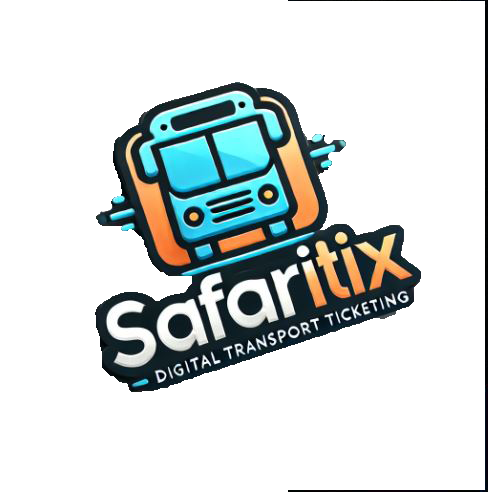 Safaritix
DIGITAL TRANSPORT TICKETING